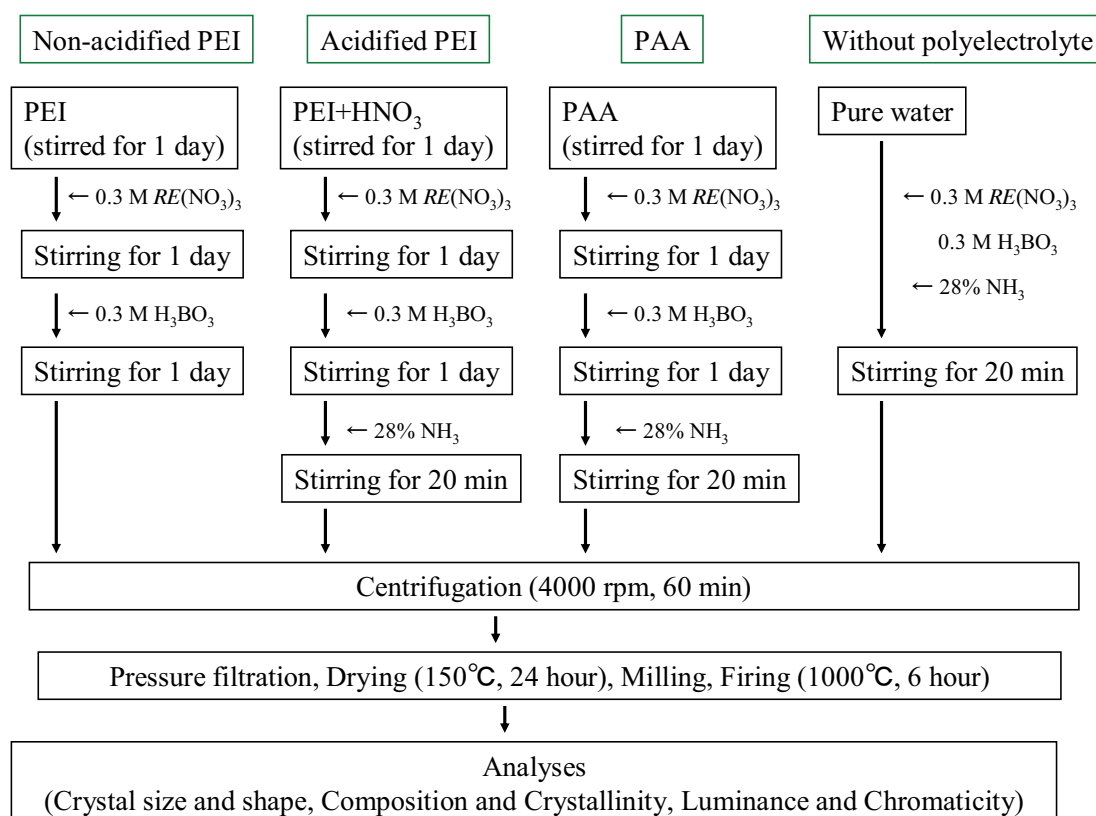 Non-acidified PEI
Acidified PEI
PAA
Without polyelectrolyte
PEI
(stirred for 1 day)
PEI+HNO₃
(stirred for 1 day)
PAA
(stirred for 1 day)
Pure water
← 0.3 M RE(NO₃)₃
← 0.3 M RE(NO₃)₃
← 0.3 M RE(NO₃)₃
← 0.3 M RE(NO₃)₃
0.3 M H₃BO₃
← 28% NH₃
Stirring for 1 day
Stirring for 1 day
Stirring for 1 day
← 0.3 M H₃BO₃
← 0.3 M H₃BO₃
← 0.3 M H₃BO₃
Stirring for 1 day
Stirring for 1 day
Stirring for 1 day
Stirring for 20 min
← 28% NH₃
← 28% NH₃
Stirring for 20 min
Stirring for 20 min
Centrifugation (4000 rpm, 60 min)
Pressure filtration, Drying (150℃, 24 hour), Milling, Firing (1000℃, 6 hour)
Analyses
(Crystal size and shape, Composition and Crystallinity, Luminance and Chromaticity)